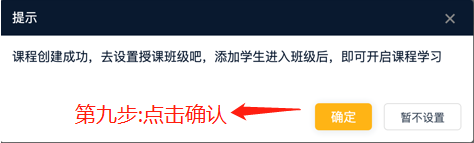 提示
课程创建成功，去设置授课班级吧，添加学生进入班级后，即可开启课程学习
第九步:点击确认
确定
暂不设置